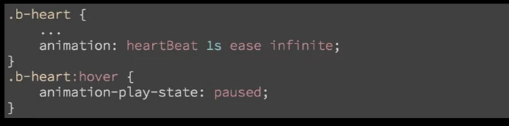 .b-heart {
    ...
    animation: heartBeat 1s ease infinite;
}
.b-heart:hover {
    animation-play-state: paused;
}